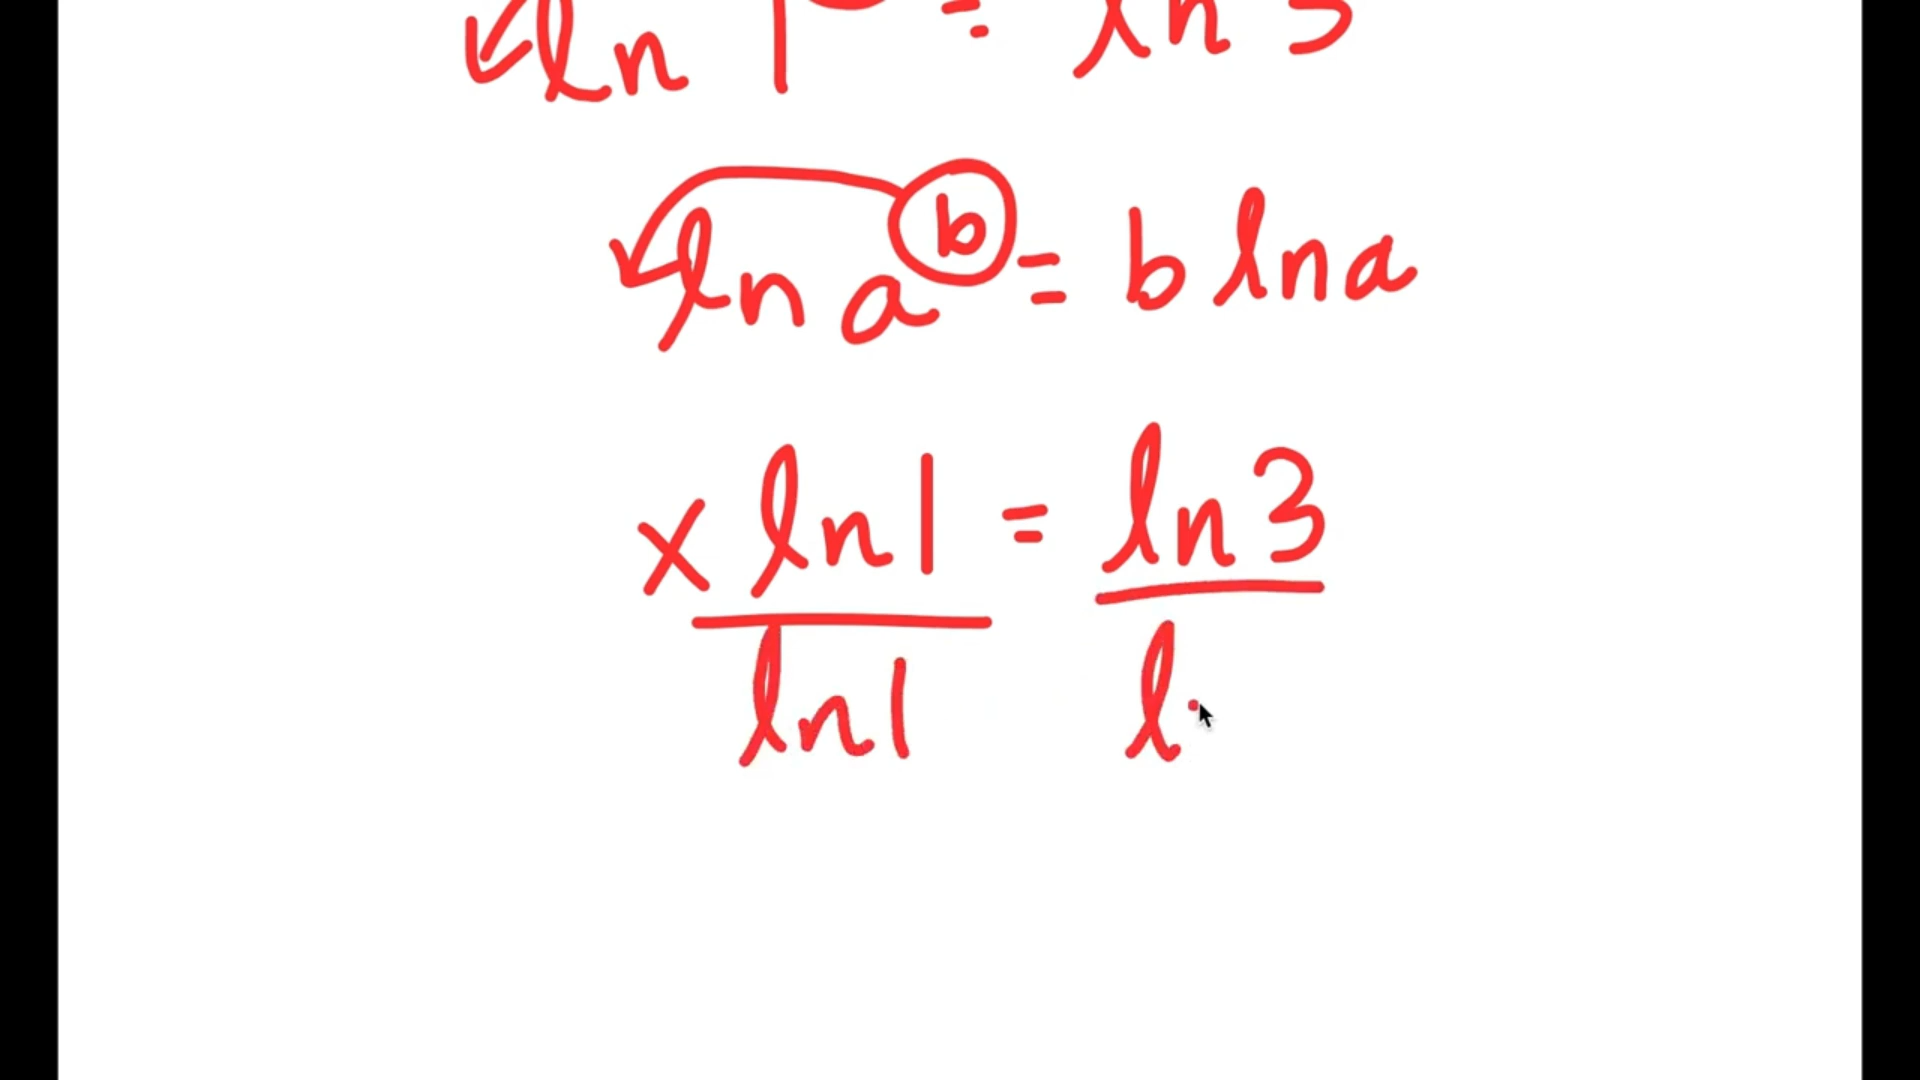 ln 1 = ln 3
ln a^b = b ln a
x ln 1 = ln 3
ln 1 l